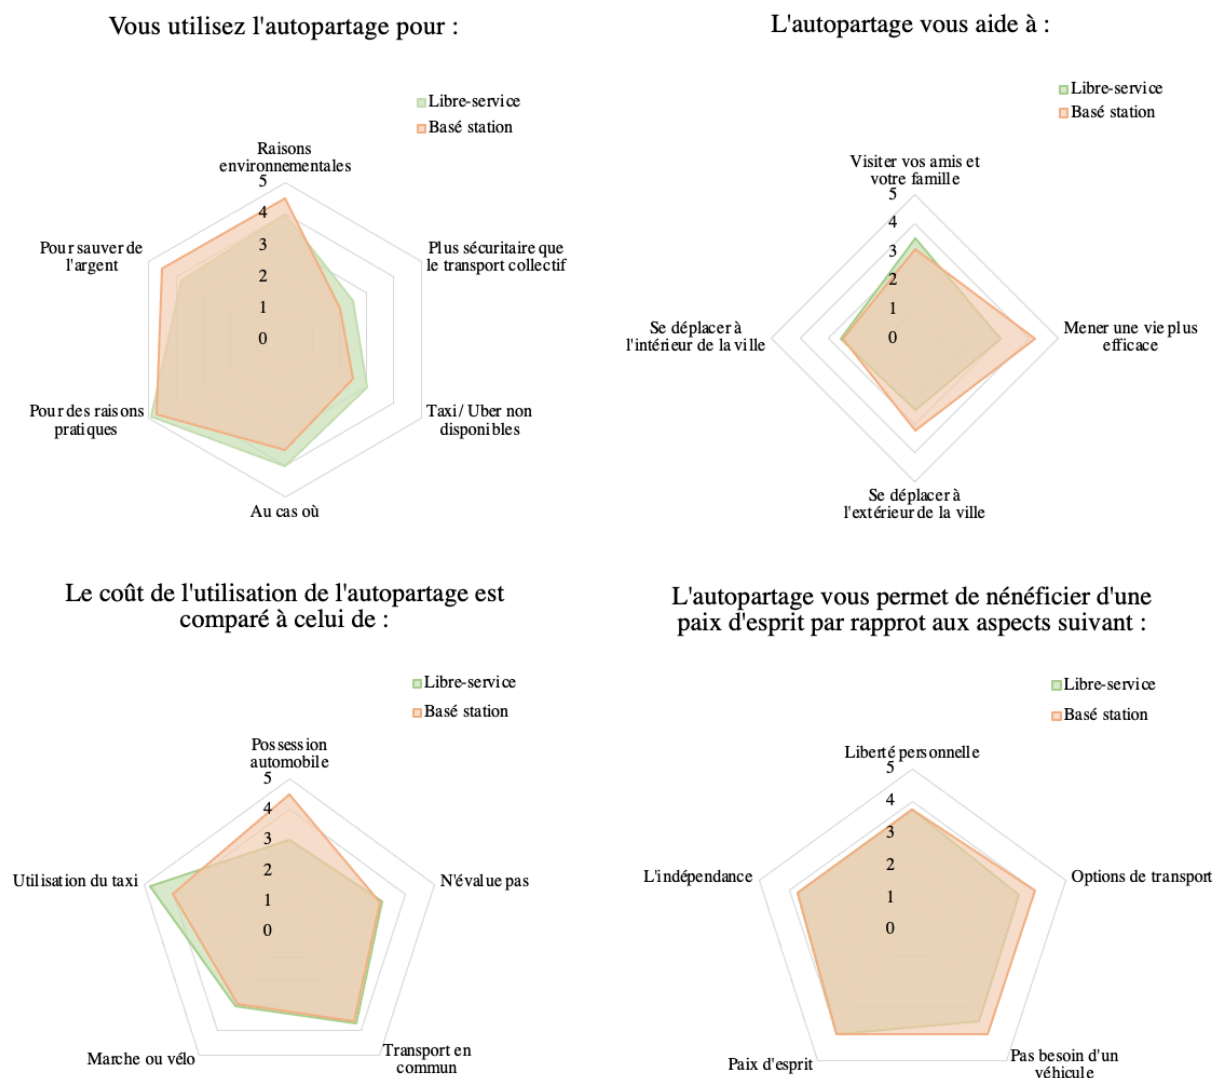 Vous utilisez l'autopartage pour :
Libre-service
Basé station
Raisons
environnementales
5
4
3
2
1
0
Plus sécuritaire que
le transport collectif
Taxi/ Uber non
disponibles
Au cas où
Pour des raisons
pratiques
Pour sauver de
l'argent
L'autopartage vous aide à :
Libre-service
Basé station
Visiter vos amis et
votre famille
5
4
3
2
1
0
Mener une vie plus
efficace
Se déplacer à
l'extérieur de la ville
Se déplacer à
l'intérieur de la ville
Le coût de l'utilisation de l'autopartage est
comparé à celui de :
Libre-service
Basé station
Possession
automobile
5
4
3
2
1
0
N'évalue pas
Transport en
commun
Marche ou vélo
Utilisation du taxi
L'autopartage vous permet de nénéficier d'une
paix d'esprit par rapprot aux aspects suivant :
Libre-service
Basé station
Liberté personnelle
5
4
3
2
1
0
Options de transport
Pas besoin d'un
véhicule
Paix d'esprit
L'indépendance